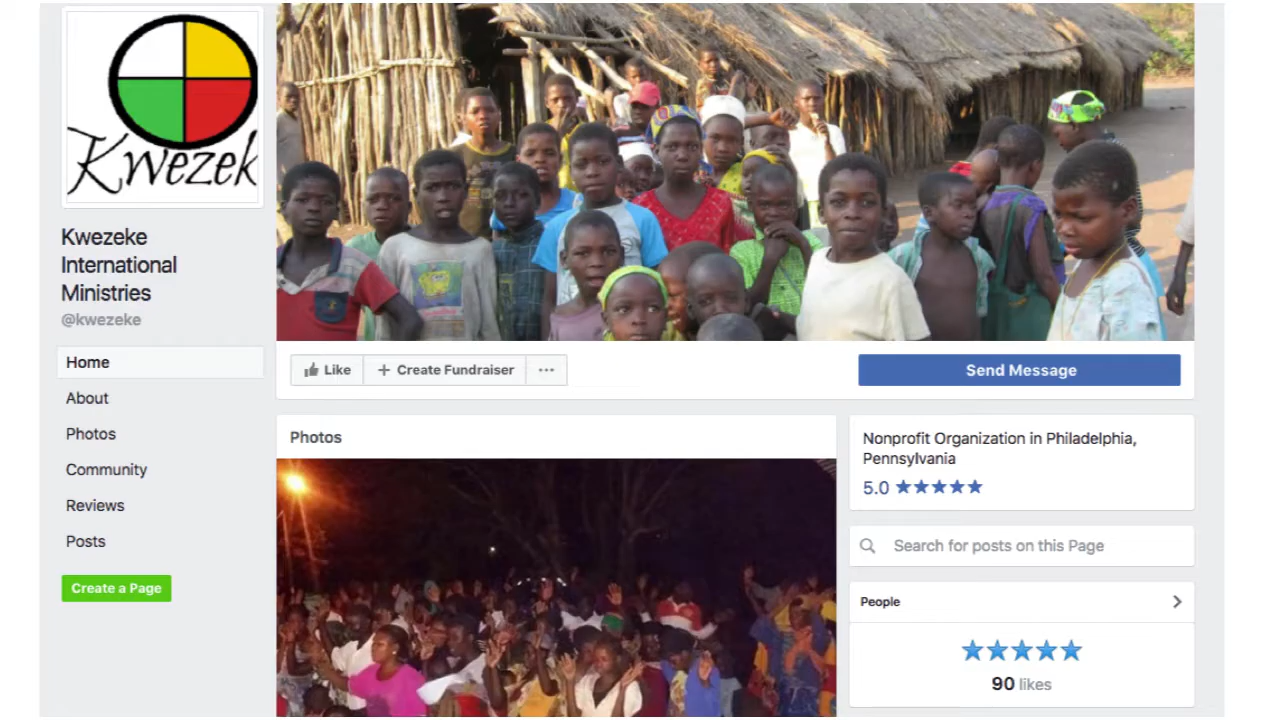 Kwezek
Kwezeke
International
Ministries
@kwezeke
Home
About
Photos
Community
Reviews
Posts
Create a Page
Like
+ Create Fundraiser
...
Send Message
Photos
Nonprofit Organization in Philadelphia,
Pennsylvania
5.0 ★★★★★
Search for posts on this Page
People
★★★★★
90 likes